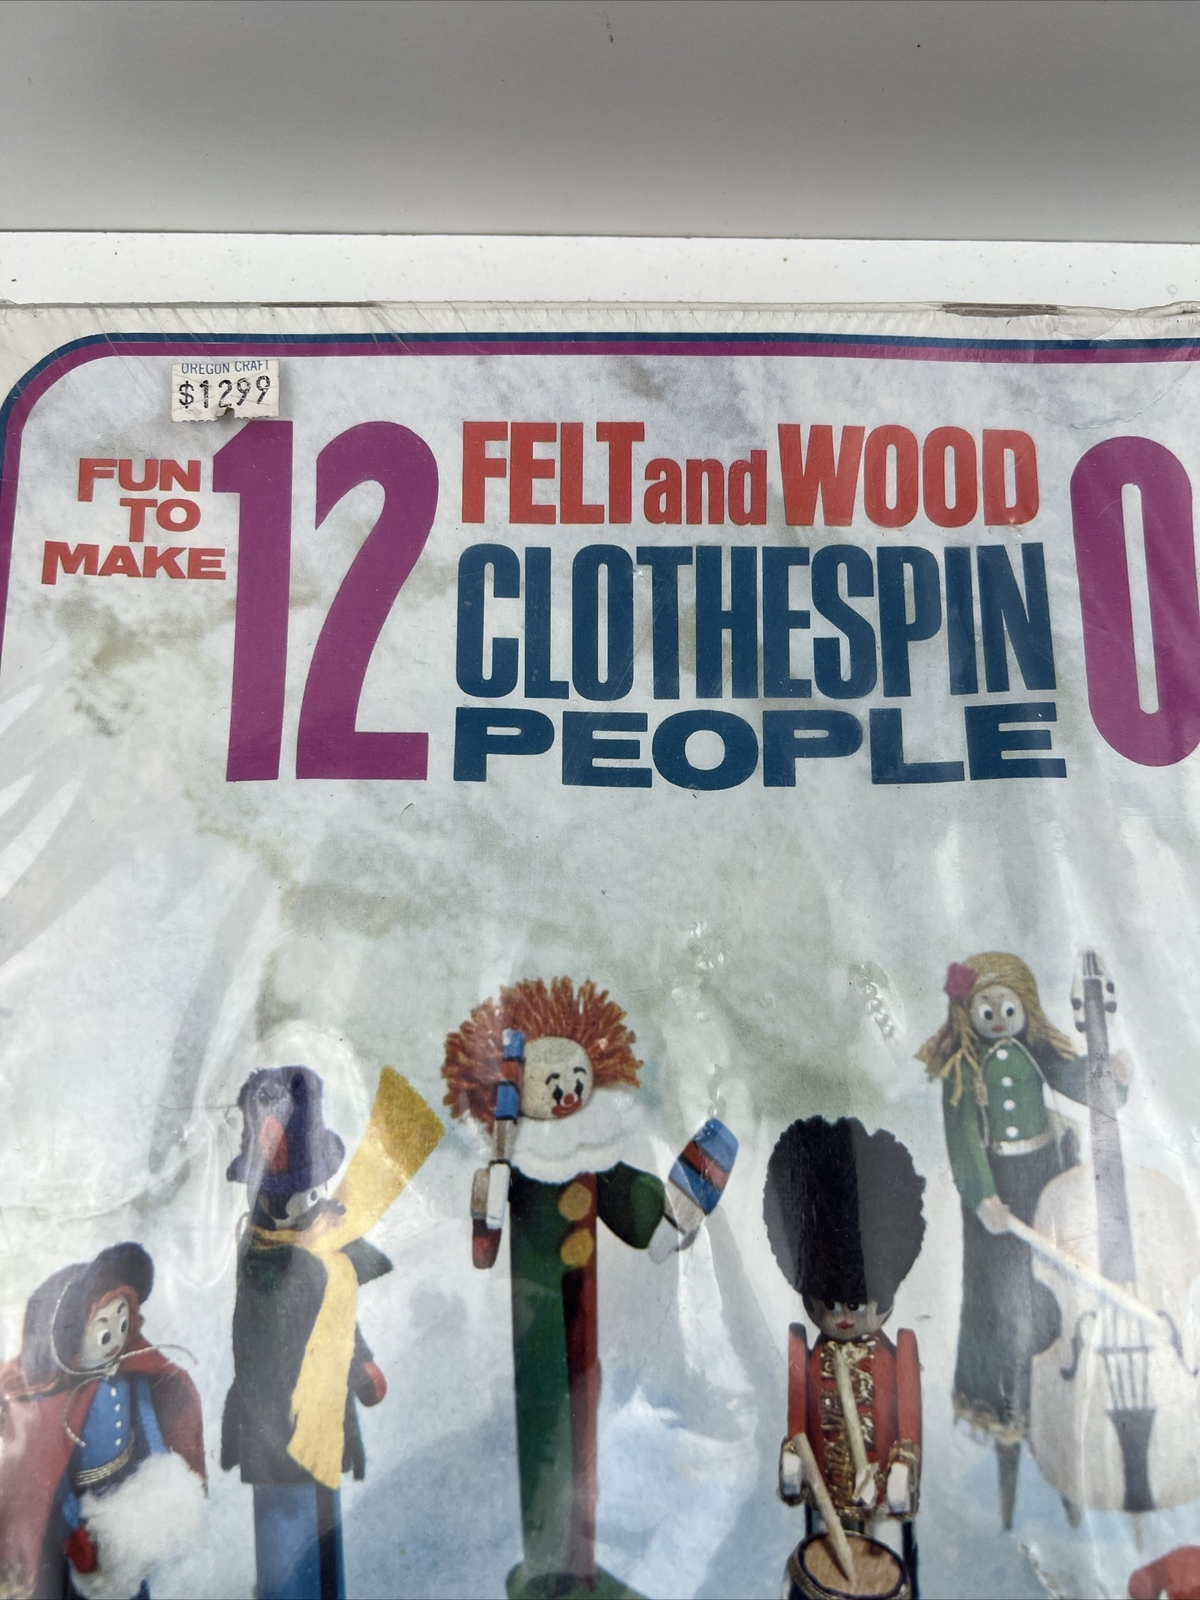 OREGON CRAFT
$1299
FUN
TO
MAKE
12
FELT and WOOD
CLOTHESPIN
PEOPLE
O